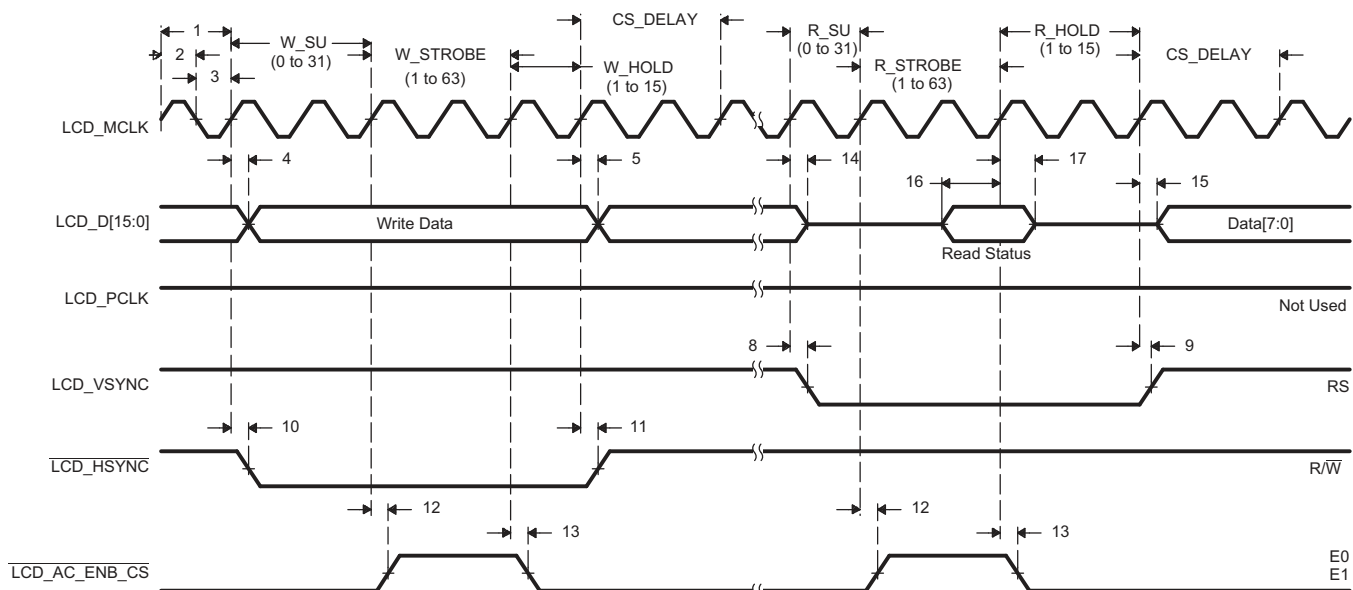 CS_DELAY
1
W_SU
(0 to 31)
R_SU
(0 to 31)
R_HOLD
(1 to 15)
2
W_STROBE
(1 to 63)
CS_DELAY
3
W_HOLD
(1 to 15)
R_STROBE
(1 to 63)
LCD_MCLK
4
5
14
17
16
15
LCD_D[15:0]
Write Data
Data[7:0]
Read Status
LCD_PCLK
Not Used
8
9
LCD_VSYNC
RS
10
11
LCD_HSYNC
R/W
12
13
12
13
LCD_AC_ENB_CS
E0
E1